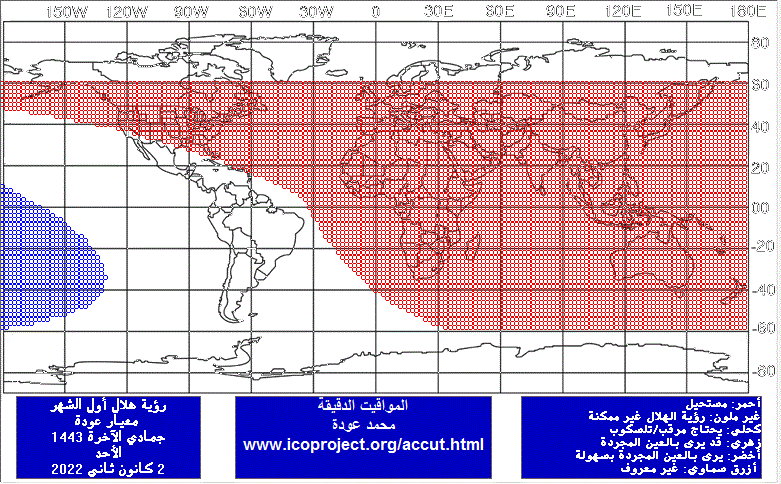 150W 120W 90W 60W 30W 0 30E 60E 90E 120E 150E 180E
80
60
40
20
00
-20
-40
-60
-80
رؤية هلال أول الشهر
معيار عودة
جمادي الآخرة 1443
الأحد
2 كانون ثاني 2022
المواقيت الدقيقة
محمد عودة
www.icoproject.org/accut.html
أحمر: مستحيل
غير ملون: رؤية الهلال غير ممكنة
كحلي: يحتاج مرقب/تلسكوب
زهري: قد يرى بالعين المجردة
أخضر: يرى بالعين المجردة بسهولة
أزرق سماوي: غير معروف